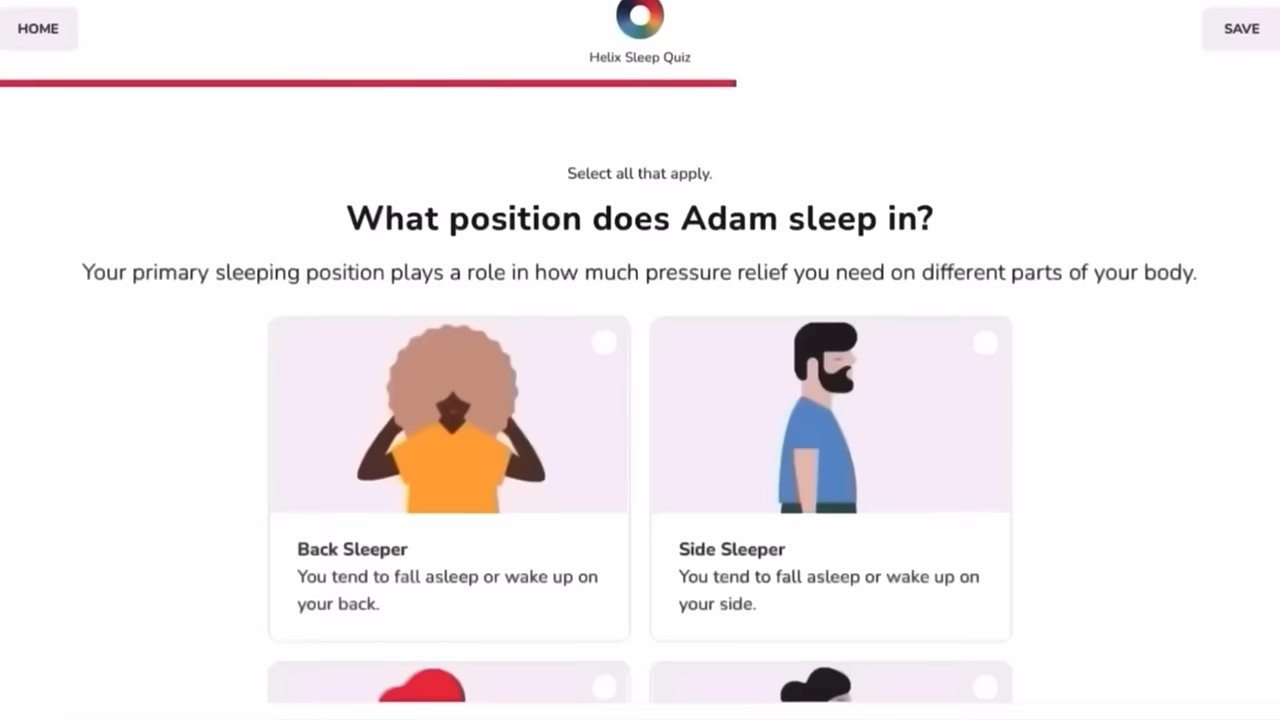 HOME
Helix Sleep Quiz
SAVE
Select all that apply.
What position does Adam sleep in?
Your primary sleeping position plays a role in how much pressure relief you need on different parts of your body.
Back Sleeper
You tend to fall asleep or wake up on
your back.
Side Sleeper
You tend to fall asleep or wake up on
your side.